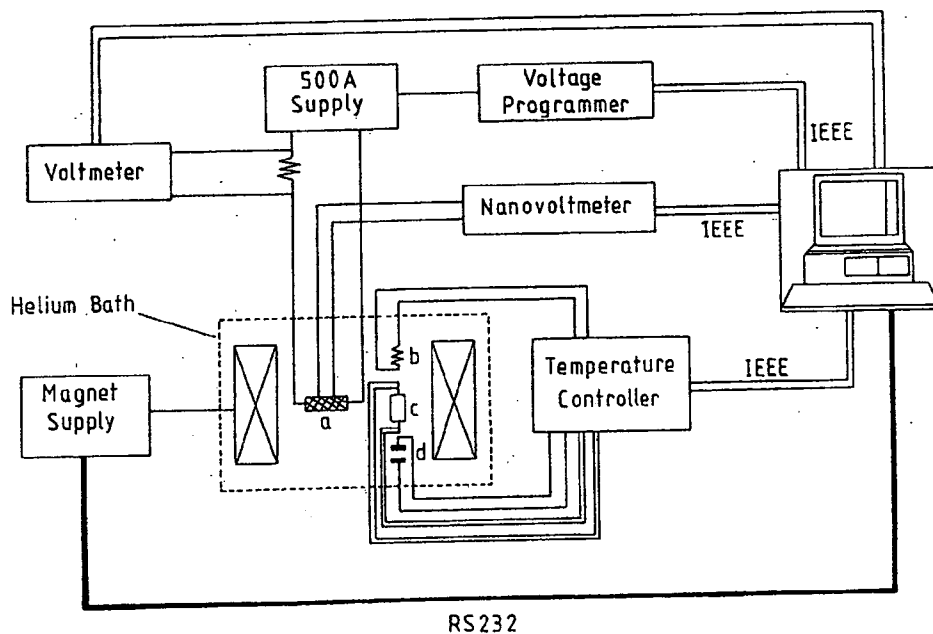 500A
Supply
Voltage
Programmer
IEEE
Voltmeter
Nanovoltmeter
IEEE
Helium Bath
b
Temperature
Controller
IEEE
Magnet
Supply
a
c
d
RS232